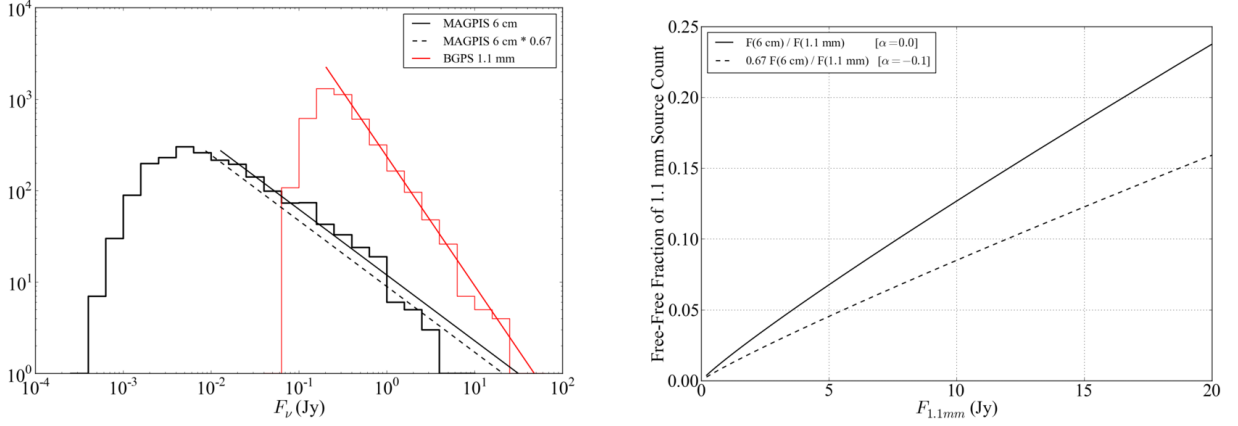 10^4
10^3
10^2
10^1
10^0
10^-4
10^-3
10^-2
10^-1
10^0
10^1
10^2
F_ν (Jy)
MAGPIS 6 cm
MAGPIS 6 cm * 0.67
BGPS 1.1 mm
Free-Free Fraction of 1.1 mm Source Count
0.25
0.20
0.15
0.10
0.05
0.00
0
5
10
15
20
F_1.1mm (Jy)
F(6 cm) / F(1.1 mm) [α=0.0]
0.67 F(6 cm) / F(1.1 mm) [α=−0.1]